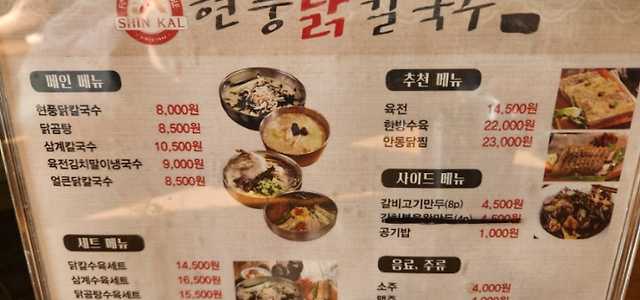 SHIN KAL
현풍닭칼국수
메인 메뉴
현풍닭칼국수 8,000원
닭곰탕 8,500원
삼계칼국수 10,500원
육전김치말이냉국수 9,000원
얼큰닭칼국수 8,500원
세트 메뉴
닭칼수육세트 14,500원
삼계수육세트 16,500원
닭곰탕수육세트 15,500원
추천 메뉴
육전 14,500원
한방수육 22,000원
안동닭찜 23,000원
사이드 메뉴
갈비고기만두(8p) 4,500원
4,500원
공기밥 1,000원
음료, 주류
소주 4,000원
맥주